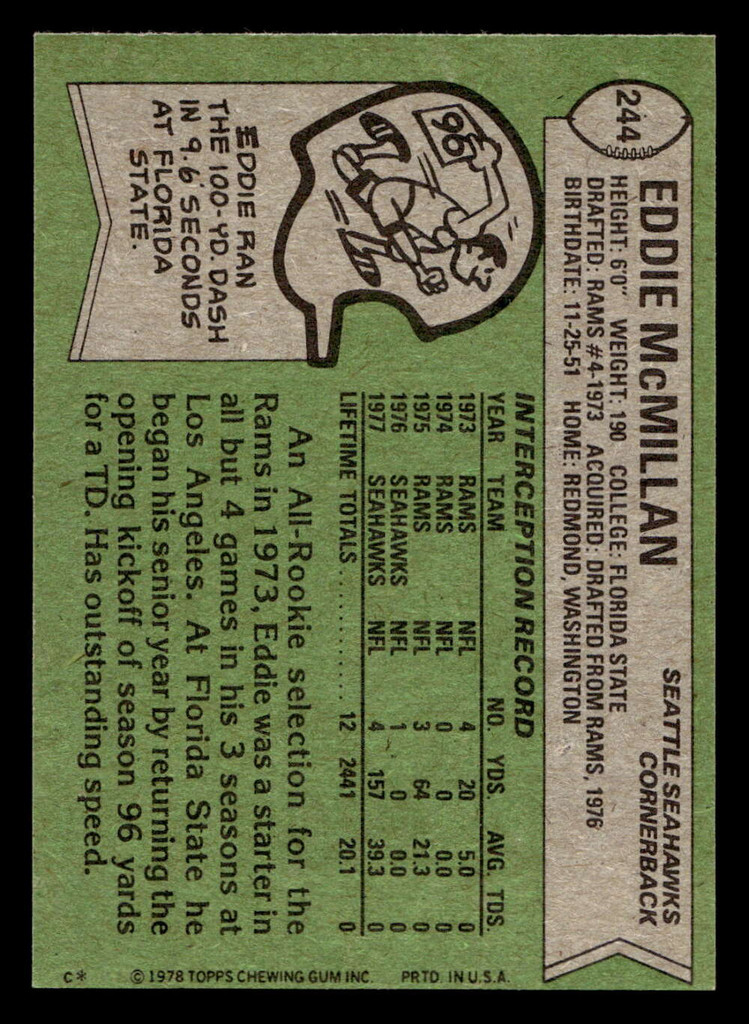 244
EDDIE McMILLAN
SEATTLE SEAHAWKS
CORNERBACK
HEIGHT: 6'0" WEIGHT: 190 COLLEGE: FLORIDA STATE
DRAFTED: RAMS #4-1973 ACQUIRED: DRAFTED FROM RAMS, 1976
BIRTHDATE: 11-25-51 HOME: REDMOND, WASHINGTON
96
EDDIE RAN
THE 100-YD. DASH
IN 9.6 SECONDS
AT FLORIDA
STATE.
INTERCEPTION RECORD
YEAR TEAM NO. YDS. AVG. TDS.
1973 RAMS NFL 4 20 5.0 0
1974 RAMS NFL 0 0 0.0 0
1975 RAMS NFL 3 64 21.3 0
1976 SEAHAWKS NFL 1 0 0.0 0
1977 SEAHAWKS NFL 4 157 39.3 0
LIFETIME TOTALS .......... 12 2441 20.1 0
An All-Rookie selection for the
Rams in 1973, Eddie was a starter in
all but 4 games in his 3 seasons at
Los Angeles. At Florida State he
began his senior year by returning the
opening kickoff of season 96 yards
for a TD. Has outstanding speed.
C* © 1978 TOPPS CHEWING GUM INC. PRTD. IN U.S.A.